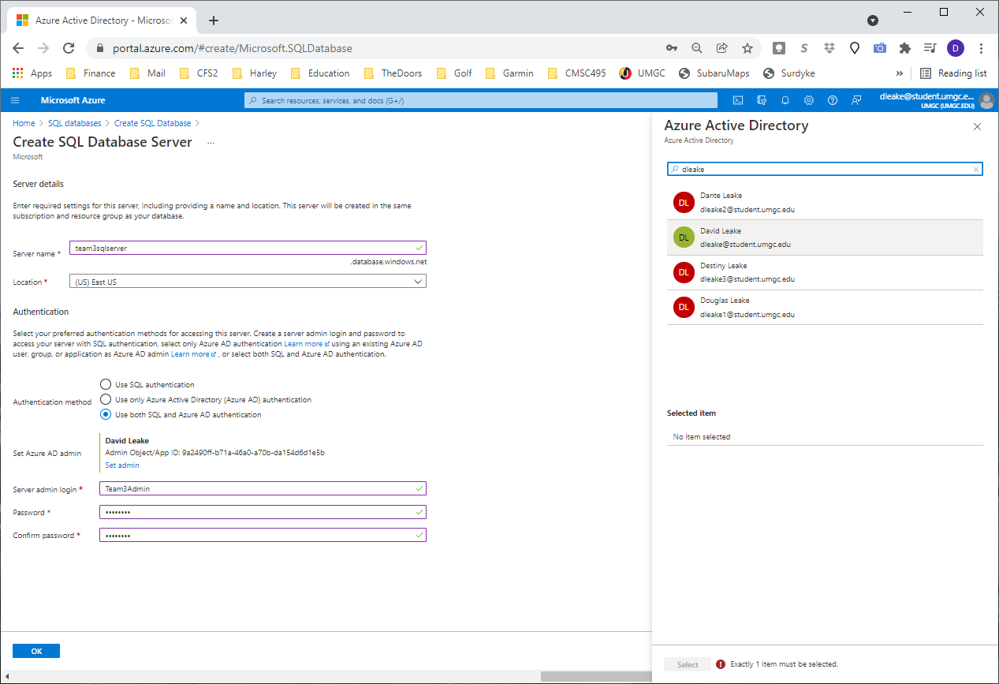 Azure Active Directory - Microsof
portal.azure.com/#create/Microsoft.SQLDatabase
S
D
Apps
Finance
Mail
CFS2
Harley
Education
TheDoors
Golf
Garmin
CMSC495
UMGC
SubaruMaps
Surdyke
»
Reading list
Microsoft Azure
Search resources, services, and docs (G+/)
dleake@student.umgc.e...
UMGC (UMGC.EDU)
Home > SQL databases > Create SQL Database >
Create SQL Database Server ...
Microsoft
Server details
Enter required settings for this server, including providing a name and location. This server will be created in the same
subscription and resource group as your database.
Server name *
team3sqlserver
.database.windows.net
Location *
(US) East US
Authentication
Select your preferred authentication methods for accessing this server. Create a server admin login and password to
access your server with SQL authentication, select only Azure AD authentication Learn more using an existing Azure AD
user, group, or application as Azure AD admin Learn more , or select both SQL and Azure AD authentication.
Authentication method
Use SQL authentication
Use only Azure Active Directory (Azure AD) authentication
Use both SQL and Azure AD authentication
Set Azure AD admin
David Leake
Admin Object/App ID: 9a2490ff-b71a-46a0-a70b-da154d6d1e5b
Set admin
Server admin login *
Team3Admin
Password *
••••••••
Confirm password *
••••••••
OK
Azure Active Directory
Azure Active Directory
dleake
DL
Dante Leake
dleake2@student.umgc.edu
DL
David Leake
dleake@student.umgc.edu
DL
Destiny Leake
dleake3@student.umgc.edu
DL
Douglas Leake
dleake1@student.umgc.edu
Selected item
No item selected
Select
Exactly 1 item must be selected.